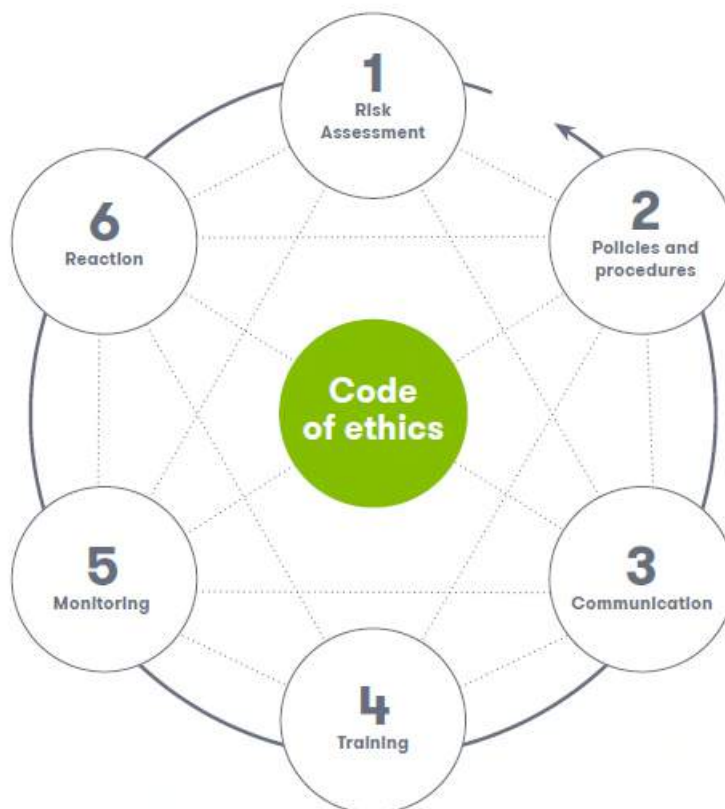 1
Risk
Assessment
2
Policies and
procedures
3
Communication
4
Training
5
Monitoring
6
Reaction
Code
of ethics